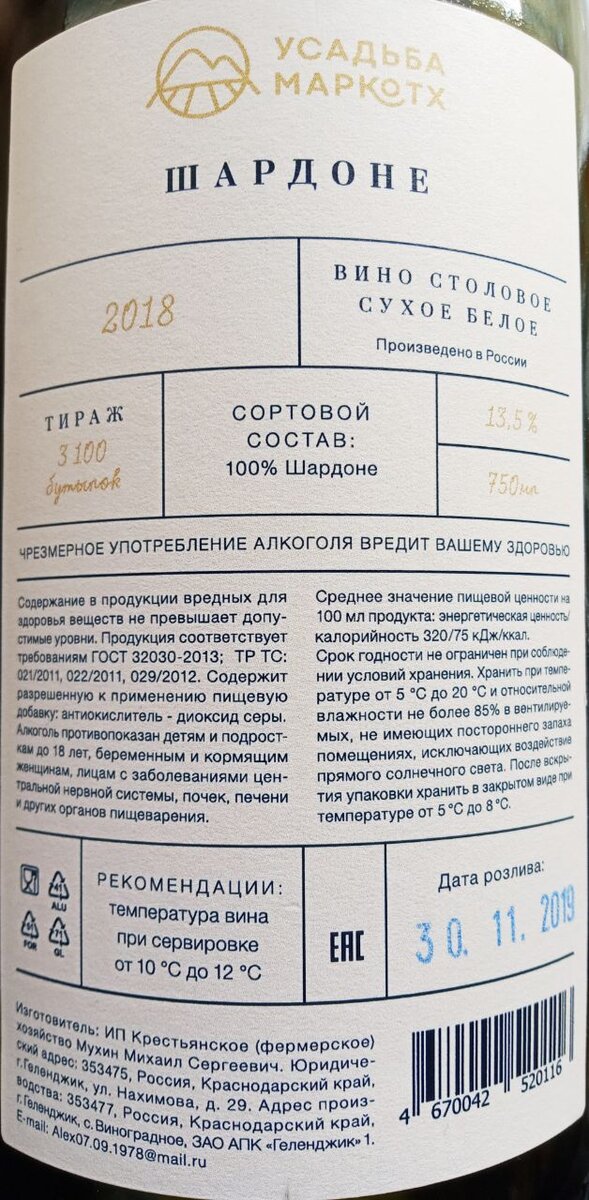 УСАДЬБА
МАРКОТХ
ШАРДОНЕ
2018
ВИНО СТОЛОВОЕ
СУХОЕ БЕЛОЕ
Произведено в России
ТИРАЖ
3100
бутылок
СОРТОВОЙ
СОСТАВ:
100% Шардоне
13,5%
750мл
ЧРЕЗМЕРНОЕ УПОТРЕБЛЕНИЕ АЛКОГОЛЯ ВРЕДИТ ВАШЕМУ ЗДОРОВЬЮ
Содержание в продукции вредных для
здоровья веществ не превышает допу-
стимые уровни. Продукция соответствует
требованиям ГОСТ 32030-2013; ТР ТС:
021/2011, 022/2011, 029/2012. Содержит
разрешенную к применению пищевую
добавку: антиокислитель - диоксид серы.
Алкоголь противопоказан детям и подрост-
кам до 18 лет, беременным и кормящим
женщинам, лицам с заболеваниями цен-
тральной нервной системы, почек, печени
и других органов пищеварения.
Среднее значение пищевой ценности на
100 мл продукта: энергетическая ценность/
калорийность 320/75 кДж/ккал.
Срок годности не ограничен при соблюде-
нии условий хранения. Хранить при темпе-
ратуре от 5 °С до 20 °С и относительной
влажности не более 85% в вентилируе-
мых, не имеющих постороннего запаха
помещениях, исключающих воздействие
прямого солнечного света. После вскры-
тия упаковки хранить в закрытом виде при
температуре от 5 °С до 8 °С.
41
ALU
51
FOR
71
GL
РЕКОМЕНДАЦИИ:
температура вина
при сервировке
от 10 °С до 12 °С
EAC
Дата розлива:
30. 11. 2019
Изготовитель: ИП Крестьянское (фермерское)
хозяйство Мухин Михаил Сергеевич. Юридиче-
ский адрес: 353475, Россия, Краснодарский край,
г.Геленджик, ул. Нахимова, д. 29. Адрес произ-
водства: 353477, Россия, Краснодарский край,
г.Геленджик, с.Виноградное, ЗАО АПК «Геленджик» 1.
E-mail: Alex07.09.1978@mail.ru
4 670042 520116